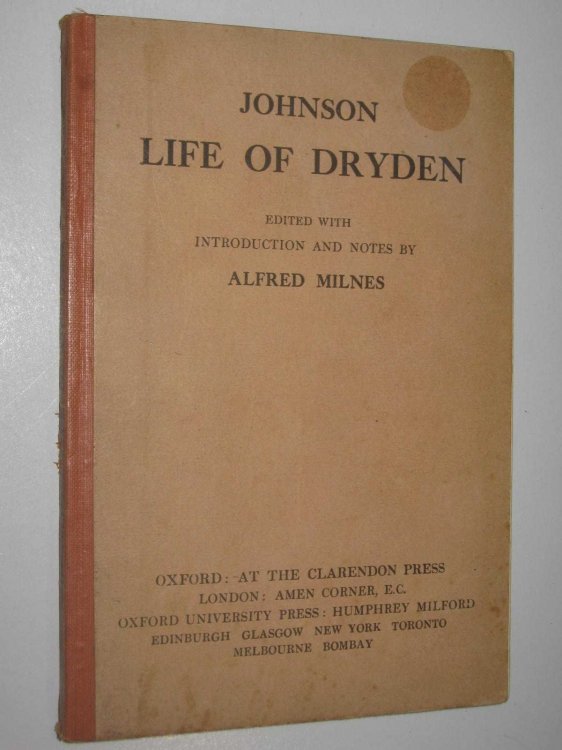 JOHNSON
LIFE OF DRYDEN
EDITED WITH
INTRODUCTION AND NOTES BY
ALFRED MILNES
OXFORD: AT THE CLARENDON PRESS
LONDON: AMEN CORNER, E.C.
OXFORD UNIVERSITY PRESS: HUMPHREY MILFORD
EDINBURGH GLASGOW NEW YORK TORONTO
MELBOURNE BOMBAY